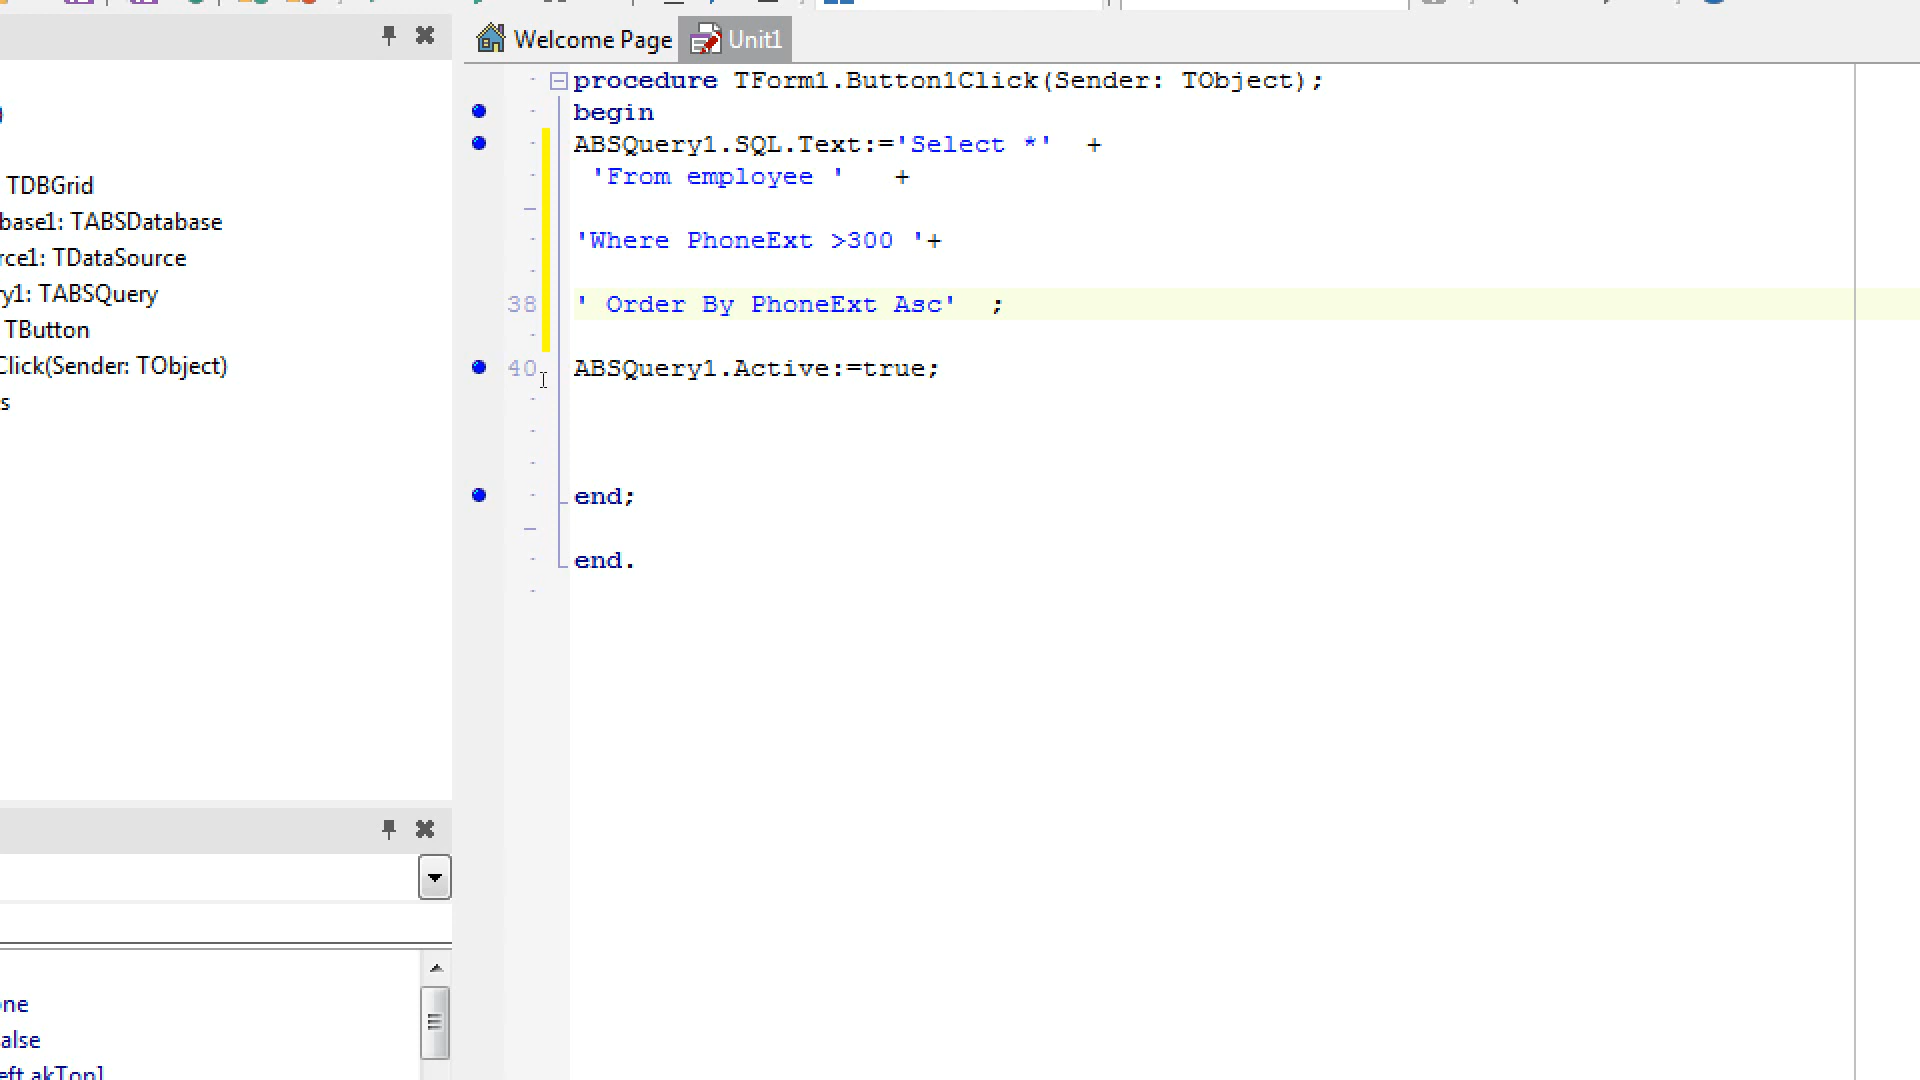 Welcome Page
Unit1
TDBGrid
base1: TABSDatabase
rce1: TDataSource
ry1: TABSQuery
TButton
Click(Sender: TObject)
s
one
alse
eft,akTop]
procedure TForm1.Button1Click(Sender: TObject);
begin
ABSQuery1.SQL.Text:='Select *' +
'From employee ' +
'Where PhoneExt >300 '+
38 ' Order By PhoneExt Asc' ;
40 ABSQuery1.Active:=true;
end;
end.